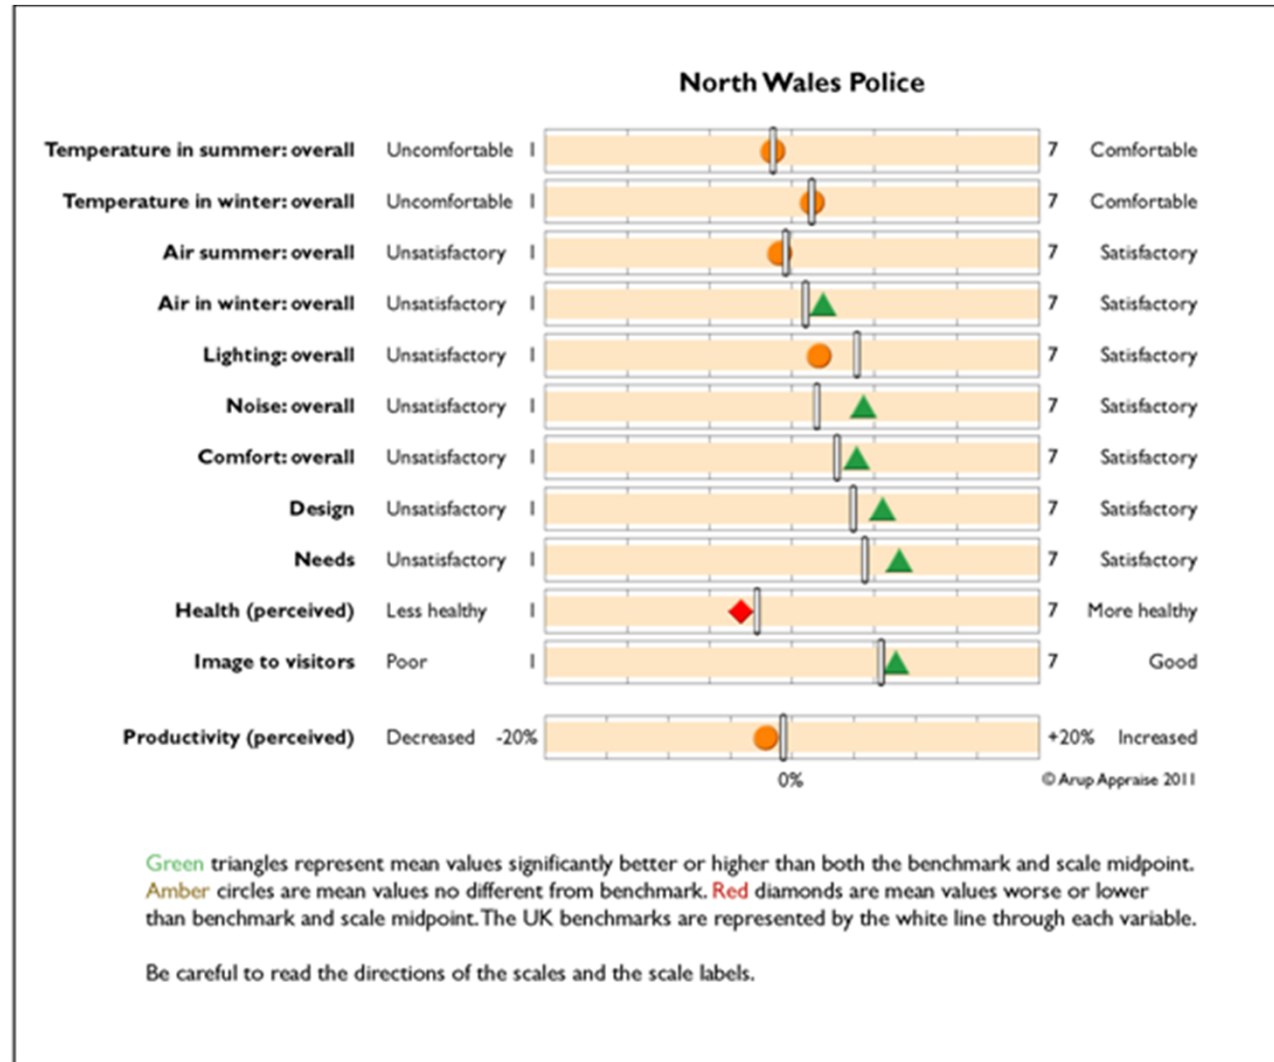 North Wales Police
Temperature in summer: overall Uncomfortable 1 7 Comfortable
Temperature in winter: overall Uncomfortable 1 7 Comfortable
Air summer: overall Unsatisfactory 1 7 Satisfactory
Air in winter: overall Unsatisfactory 1 7 Satisfactory
Lighting: overall Unsatisfactory 1 7 Satisfactory
Noise: overall Unsatisfactory 1 7 Satisfactory
Comfort: overall Unsatisfactory 1 7 Satisfactory
Design Unsatisfactory 1 7 Satisfactory
Needs Unsatisfactory 1 7 Satisfactory
Health (perceived) Less healthy 1 7 More healthy
Image to visitors Poor 1 7 Good
Productivity (perceived) Decreased -20% +20% Increased
0% © Arup Appraise 2011
Green triangles represent mean values significantly better or higher than both the benchmark and scale midpoint.
Amber circles are mean values no different from benchmark. Red diamonds are mean values worse or lower
than benchmark and scale midpoint. The UK benchmarks are represented by the white line through each variable.
Be careful to read the directions of the scales and the scale labels.